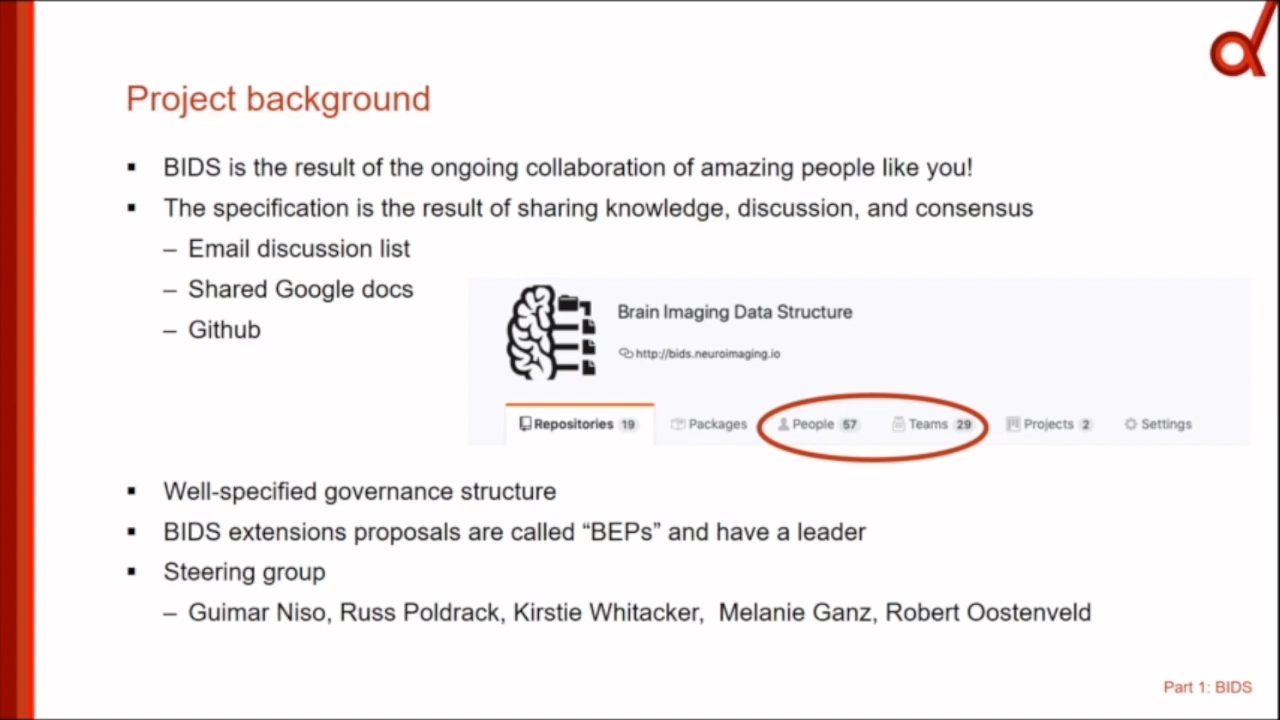 Project background
▪ BIDS is the result of the ongoing collaboration of amazing people like you!
▪ The specification is the result of sharing knowledge, discussion, and consensus
– Email discussion list
– Shared Google docs
– Github
Brain Imaging Data Structure
http://bids.neuroimaging.io
Repositories 19 Packages People 57 Teams 29 Projects 2 Settings
▪ Well-specified governance structure
▪ BIDS extensions proposals are called “BEPs” and have a leader
▪ Steering group
– Guimar Niso, Russ Poldrack, Kirstie Whitacker, Melanie Ganz, Robert Oostenveld
Part 1: BIDS